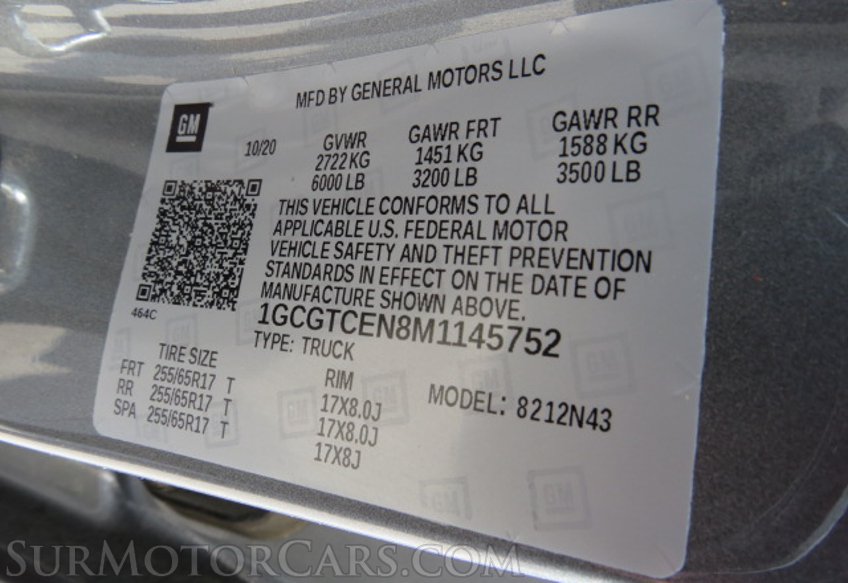 MFD BY GENERAL MOTORS LLC
GM
10/20
GVWR GAWR FRT GAWR RR
2722 KG 1451 KG 1588 KG
6000 LB 3200 LB 3500 LB
THIS VEHICLE CONFORMS TO ALL
APPLICABLE U.S. FEDERAL MOTOR
VEHICLE SAFETY AND THEFT PREVENTION
STANDARDS IN EFFECT ON THE DATE OF
MANUFACTURE SHOWN ABOVE.
464C
1GCGTCEN8M1145752
TYPE: TRUCK
TIRE SIZE RIM MODEL: 8212N43
FRT 255/65R17 T 17X8.0J
RR 255/65R17 T 17X8.0J
SPA 255/65R17 T 17X8J
SURMOTORCARS.COM